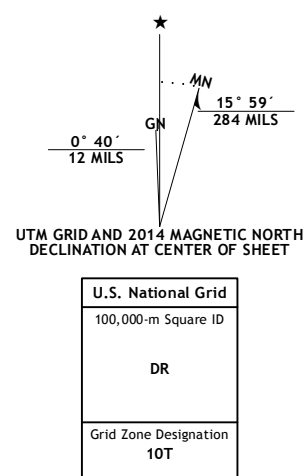 ★
MN
15° 59´
284 MILS
GN
0° 40´
12 MILS
UTM GRID AND 2014 MAGNETIC NORTH
DECLINATION AT CENTER OF SHEET
U.S. National Grid
100,000-m Square ID
DR
Grid Zone Designation
10T